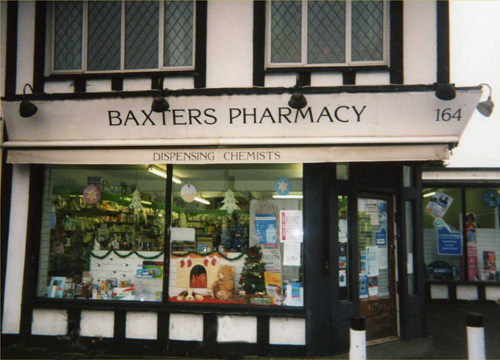 BAXTERS PHARMACY 164
DISPENSING CHEMISTS